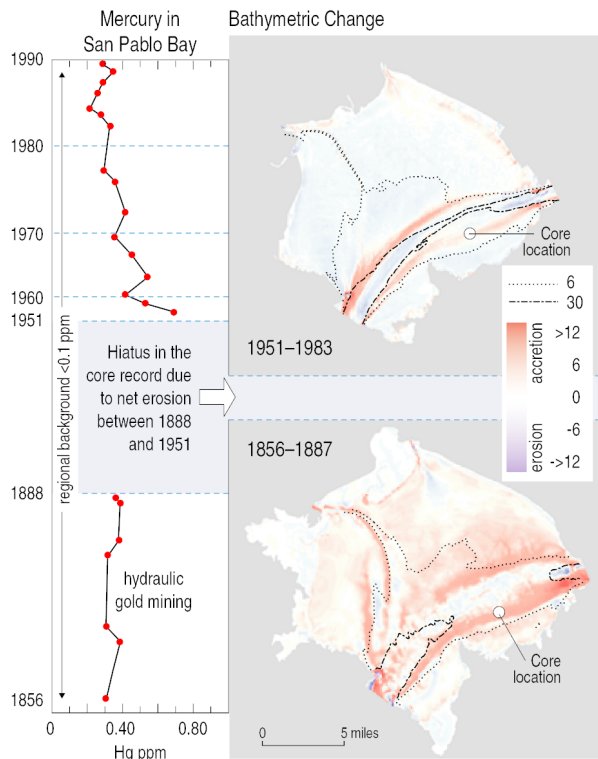 Mercury in
San Pablo Bay
Bathymetric Change
1990
1980
1970
1960
1951
1888
1856
regional background <0.1 ppm
Hiatus in the
core record due
to net erosion
between 1888
and 1951
hydraulic
gold mining
0
0.40
0.80
Hg ppm
Core
location
1951–1983
6
30
accretion
erosion
>12
6
0
-6
->12
1856–1887
Core
location
0
5 miles